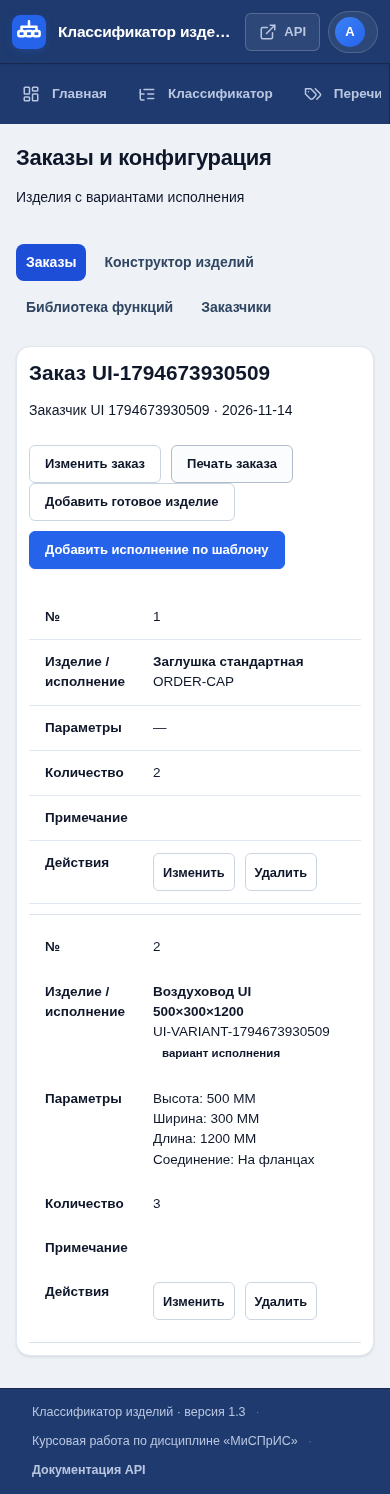 Классификатор изде...
API
A
Главная
Классификатор
Перечи
Заказы и конфигурация
Изделия с вариантами исполнения
Заказы
Конструктор изделий
Библиотека функций
Заказчики
Заказ UI-1794673930509
Заказчик UI 1794673930509 · 2026-11-14
Изменить заказ
Печать заказа
Добавить готовое изделие
Добавить исполнение по шаблону
№
1
Изделие /
исполнение
Заглушка стандартная
ORDER-CAP
Параметры
—
Количество
2
Примечание
Действия
Изменить
Удалить
№
2
Изделие /
исполнение
Воздуховод UI
500×300×1200
UI-VARIANT-1794673930509
вариант исполнения
Параметры
Высота: 500 ММ
Ширина: 300 ММ
Длина: 1200 ММ
Соединение: На фланцах
Количество
3
Примечание
Действия
Изменить
Удалить
Классификатор изделий · версия 1.3 ·
Курсовая работа по дисциплине «МиСПрИС» ·
Документация API